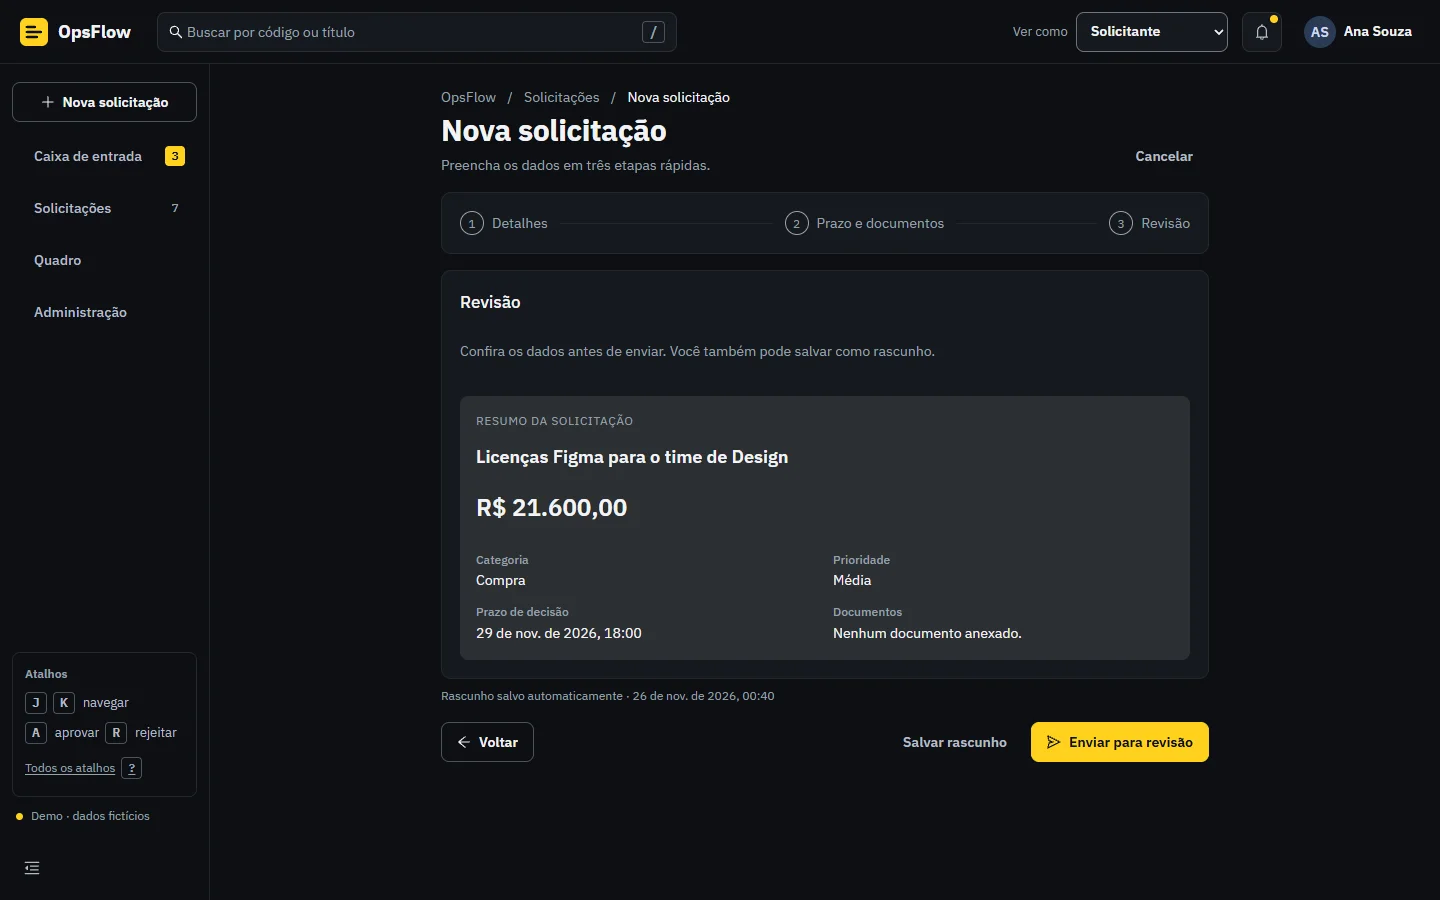 OpsFlow
Buscar por código ou título /
Ver como
Solicitante
AS Ana Souza
Nova solicitação
Caixa de entrada 3
Solicitações 7
Quadro
Administração
Atalhos
J K navegar
A aprovar R rejeitar
Todos os atalhos ?
Demo · dados fictícios
OpsFlow / Solicitações / Nova solicitação
Nova solicitação
Preencha os dados em três etapas rápidas.
Cancelar
1 Detalhes 2 Prazo e documentos 3 Revisão
Revisão
Confira os dados antes de enviar. Você também pode salvar como rascunho.
RESUMO DA SOLICITAÇÃO
Licenças Figma para o time de Design
R$ 21.600,00
Categoria
Compra
Prioridade
Média
Prazo de decisão
29 de nov. de 2026, 18:00
Documentos
Nenhum documento anexado.
Rascunho salvo automaticamente · 26 de nov. de 2026, 00:40
Voltar
Salvar rascunho
Enviar para revisão